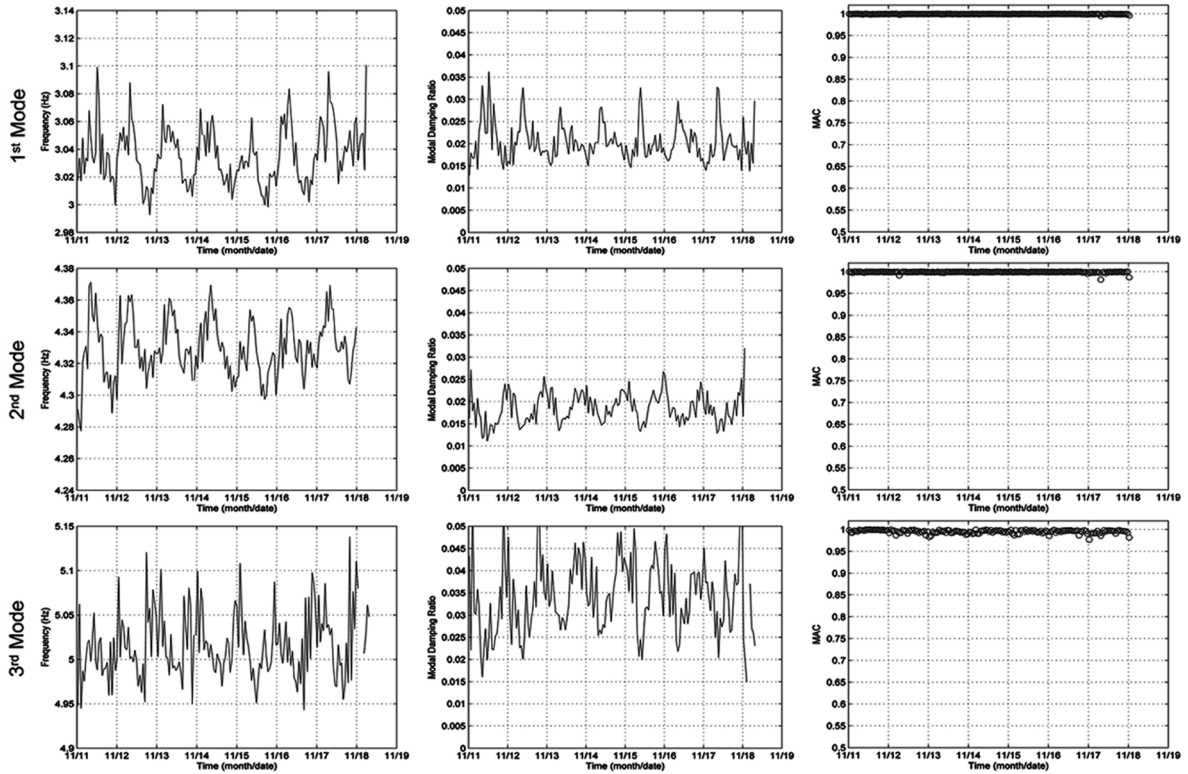 1st Mode
Frequency (Hz)
3.14
3.12
3.1
3.08
3.06
3.04
3.02
3
2.98
11/11 11/12 11/13 11/14 11/15 11/16 11/17 11/18 11/19
Time (month/date)
Modal Damping Ratio
0.05
0.045
0.04
0.035
0.03
0.025
0.02
0.015
0.01
0.005
0
11/11 11/12 11/13 11/14 11/15 11/16 11/17 11/18 11/19
Time (month/date)
MAC
1
0.95
0.9
0.85
0.8
0.75
0.7
0.65
0.6
0.55
0.5
11/11 11/12 11/13 11/14 11/15 11/16 11/17 11/18 11/19
Time (month/date)
2nd Mode
Frequency (Hz)
4.38
4.36
4.34
4.32
4.3
4.28
4.26
4.24
11/11 11/12 11/13 11/14 11/15 11/16 11/17 11/18 11/19
Time (month/date)
Modal Damping Ratio
0.05
0.045
0.04
0.035
0.03
0.025
0.02
0.015
0.01
0.005
0
11/11 11/12 11/13 11/14 11/15 11/16 11/17 11/18 11/19
Time (month/date)
MAC
1
0.95
0.9
0.85
0.8
0.75
0.7
0.65
0.6
0.55
0.5
11/11 11/12 11/13 11/14 11/15 11/16 11/17 11/18 11/19
Time (month/date)
3rd Mode
Frequency (Hz)
5.15
5.1
5.05
5
4.95
4.9
11/11 11/12 11/13 11/14 11/15 11/16 11/17 11/18 11/19
Time (month/date)
Modal Damping Ratio
0.05
0.045
0.04
0.035
0.03
0.025
0.02
0.015
0.01
0.005
0
11/11 11/12 11/13 11/14 11/15 11/16 11/17 11/18 11/19
Time (month/date)
MAC
1
0.95
0.9
0.85
0.8
0.75
0.7
0.65
0.6
0.55
0.5
11/11 11/12 11/13 11/14 11/15 11/16 11/17 11/18 11/19
Time (month/date)